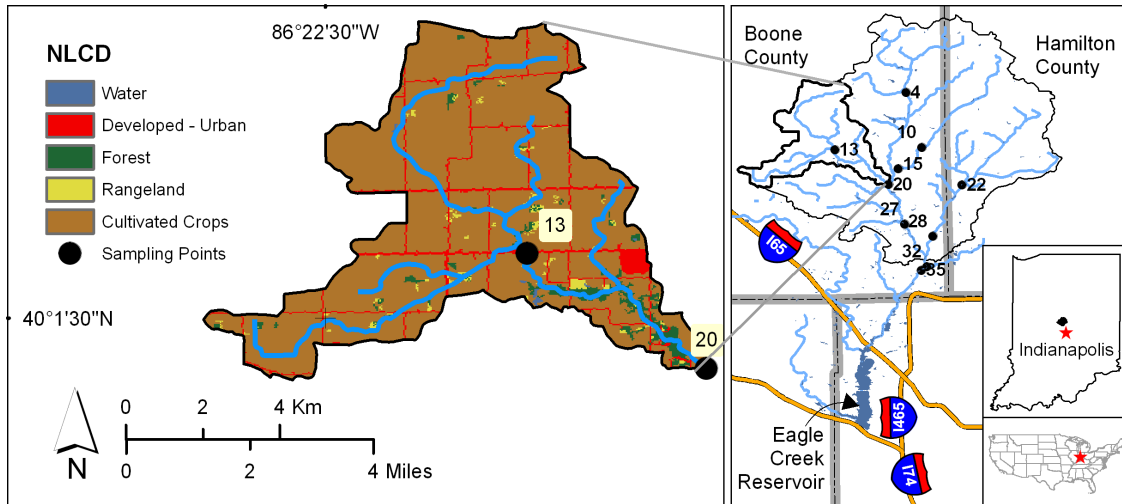 86°22'30"W
NLCD
Water
Developed - Urban
Forest
Rangeland
Cultivated Crops
Sampling Points
13
20
40°1'30"N
N
0 2 4 Km
0 2 4 Miles
Boone
County
Hamilton
County
4
10
13
15
20
22
27
28
32
35
I65
I465
I74
Eagle
Creek
Reservoir
Indianapolis